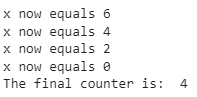 x now equals 6
x now equals 4
x now equals 2
x now equals 0
The final counter is:  4